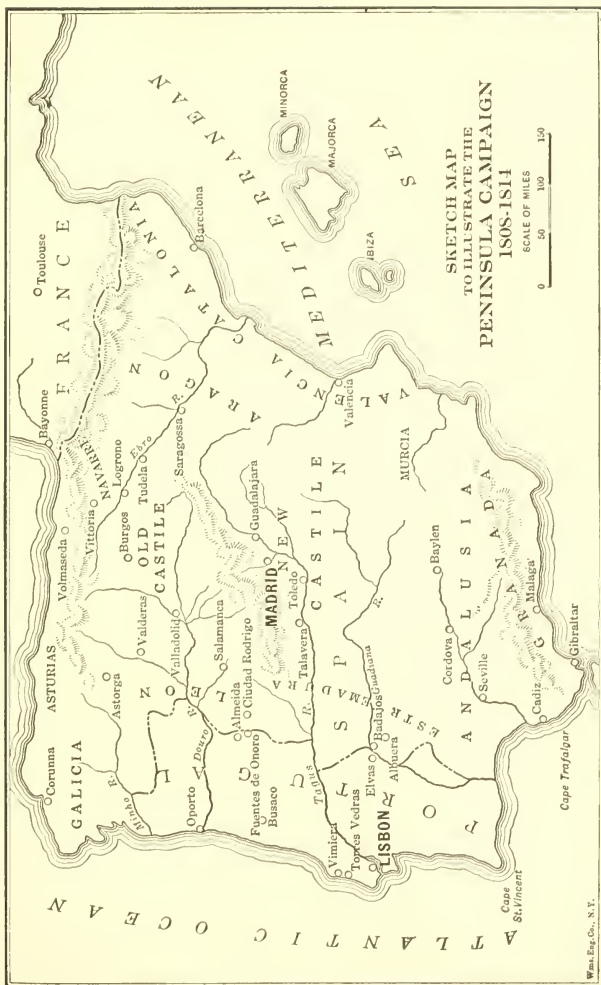 SKETCH MAP
TO ILLUSTRATE THE
PENINSULA CAMPAIGN
1808-1814
SCALE OF MILES
0 50 100 150
ATLANTIC OCEAN
MEDITERRANEAN
SEA
FRANCE
SPAIN
PORTUGAL
GALICIA
ASTURIAS
NAVARRE
CATALONIA
ARAGON
OLD
CASTILE
LEON
NEW
CASTILE
ESTREMADURA
VALENCIA
MURCIA
ANDALUSIA
GRANADA
MINORCA
MAJORCA
IBIZA
Toulouse
Bayonne
Corunna
Volmaseda
Vittoria
Logrono
Burgos
Tudela
Ebro
R.
Saragossa
Barcelona
Astorga
Valderas
Valladolid
Minho R.
Oporto
Douro
R.
Salamanca
Almeida
Ciudad Rodrigo
Fuentes de Onoro
Busaco
Guadalajara
MADRID
Toledo
Talavera
Tagus
R.
Valencia
Vimiera
Torres Vedras
LISBON
Elvas
Badajos
Guadiana
R.
Albuera
Baylen
Cordova
Seville
Cadiz
Malaga
Gibraltar
Cape Trafalgar
Cape
St.Vincent
Wms. Eng. Co., N.Y.